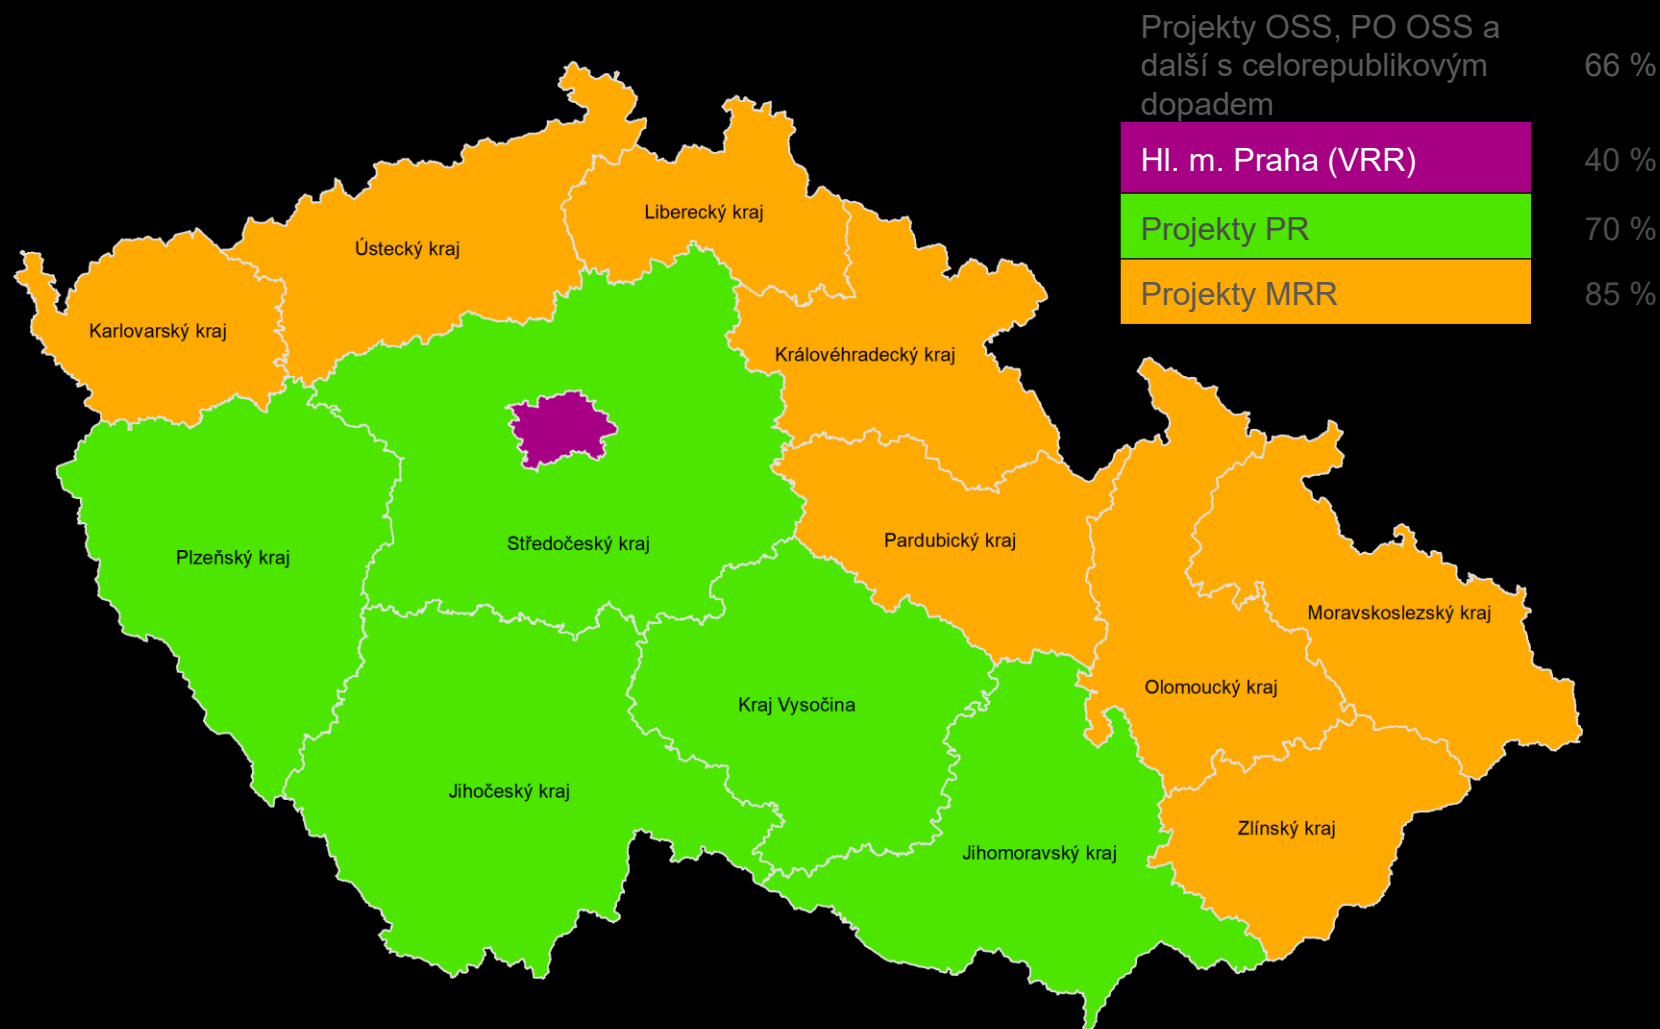 Projekty OSS, PO OSS a
další s celorepublikovým
dopadem
66 %
Hl. m. Praha (VRR)
40 %
Projekty PR
70 %
Projekty MRR
85 %
Liberecký kraj
Ústecký kraj
Karlovarský kraj
Královéhradecký kraj
Pardubický kraj
Středočeský kraj
Plzeňský kraj
Moravskoslezský kraj
Olomoucký kraj
Kraj Vysočina
Jihočeský kraj
Zlínský kraj
Jihomoravský kraj